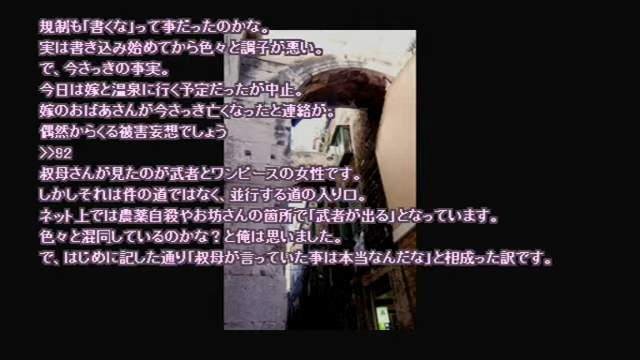 規制も「書くな」って事だったのかな。
実は書き込み始めてから色々と調子が悪い。
で、今さっきの事実。
今日は嫁と温泉に行く予定だったが中止。
嫁のおばあさんが今さっき亡くなったと連絡が。
偶然からくる被害妄想でしょう
>>92
叔母さんが見たのが武者とワンピースの女性です。
しかしそれは件の道ではなく、並行する道の入り口。
ネット上では農薬自殺やお坊さんの箇所で「武者が出る」となっています。
色々と混同しているのかな？と俺は思いました。
で、はじめに記した通り「叔母が言っていた事は本当なんだな」と相成った訳です。